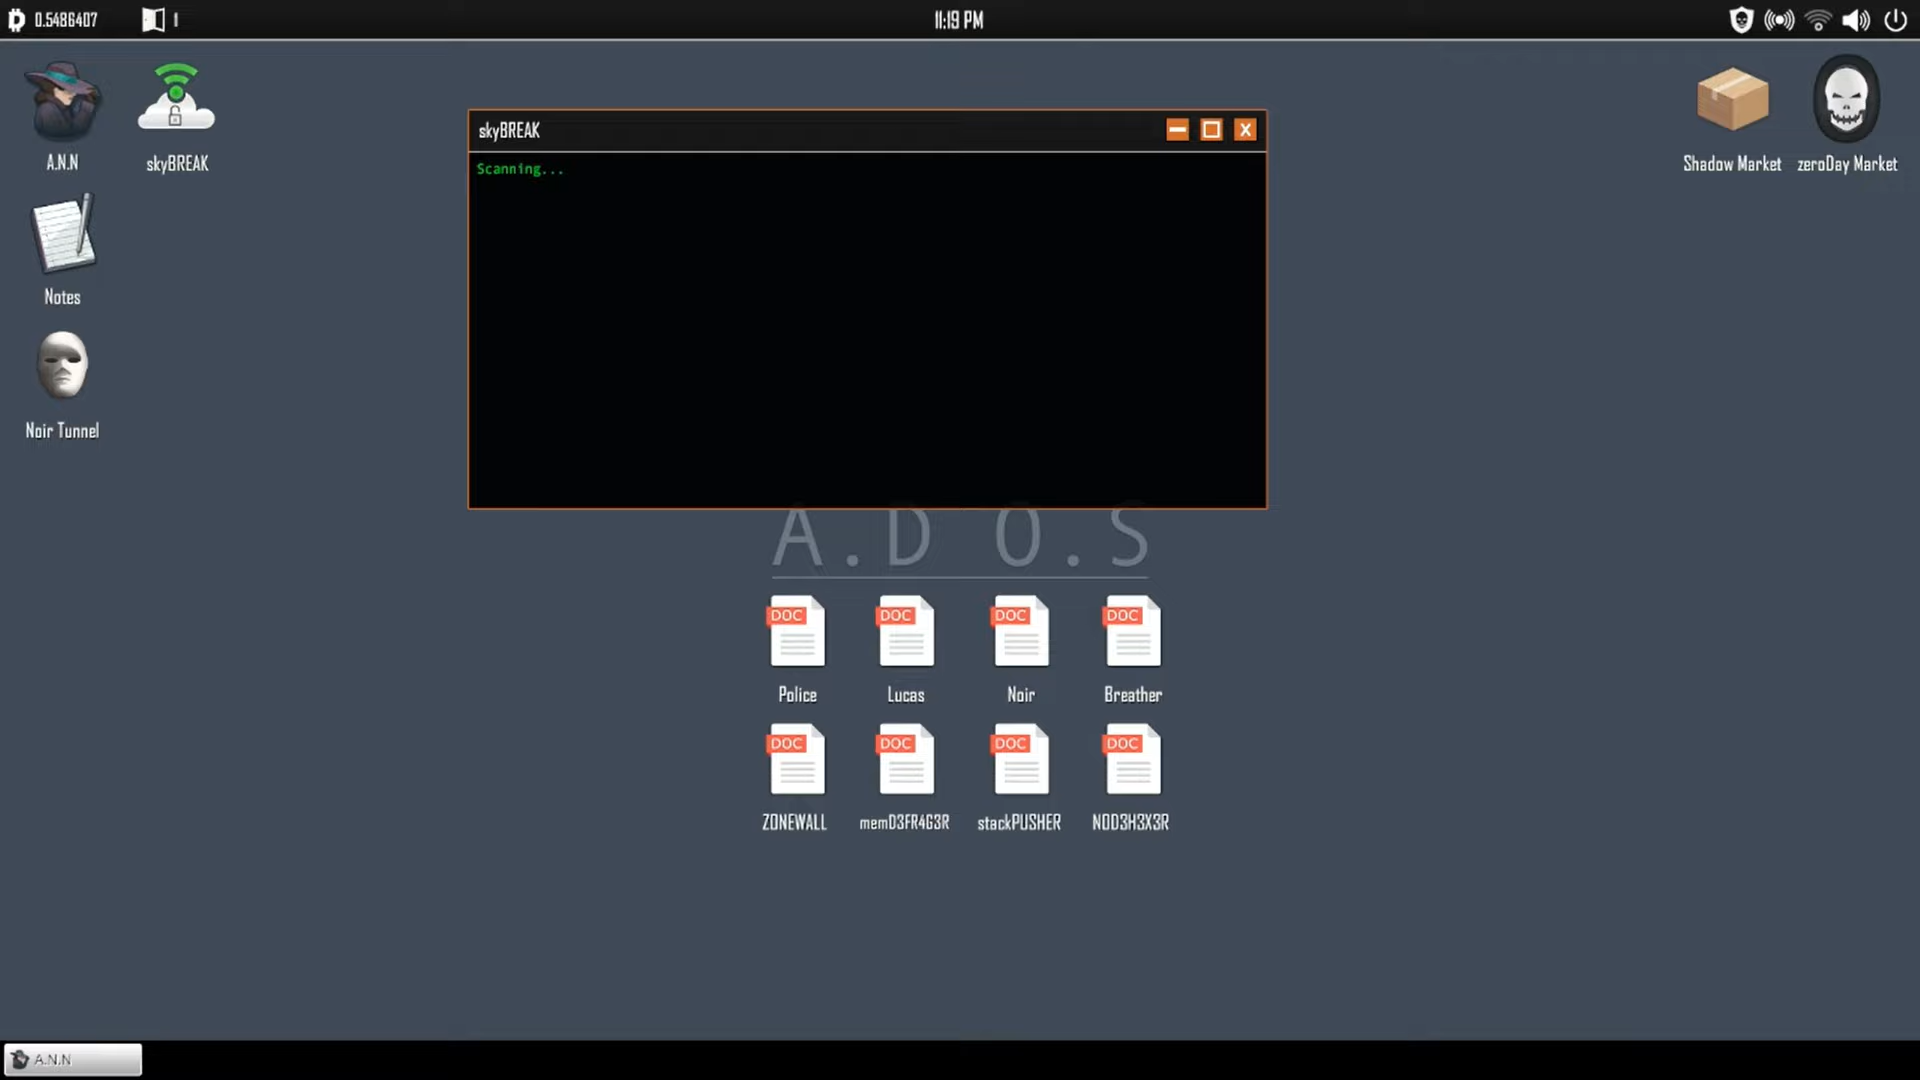 0.5486407
1
11:19 PM
A.N.N
skyBREAK
Notes
Noir Tunnel
skyBREAK
Scanning...
Shadow Market
zeroDay Market
A.D O.S
DOC
DOC
DOC
DOC
Police
Lucas
Noir
Breather
DOC
DOC
DOC
DOC
ZONEWALL
memD3FR4G3R
stackPUSHER
NOD3H3X3R
A.N.N